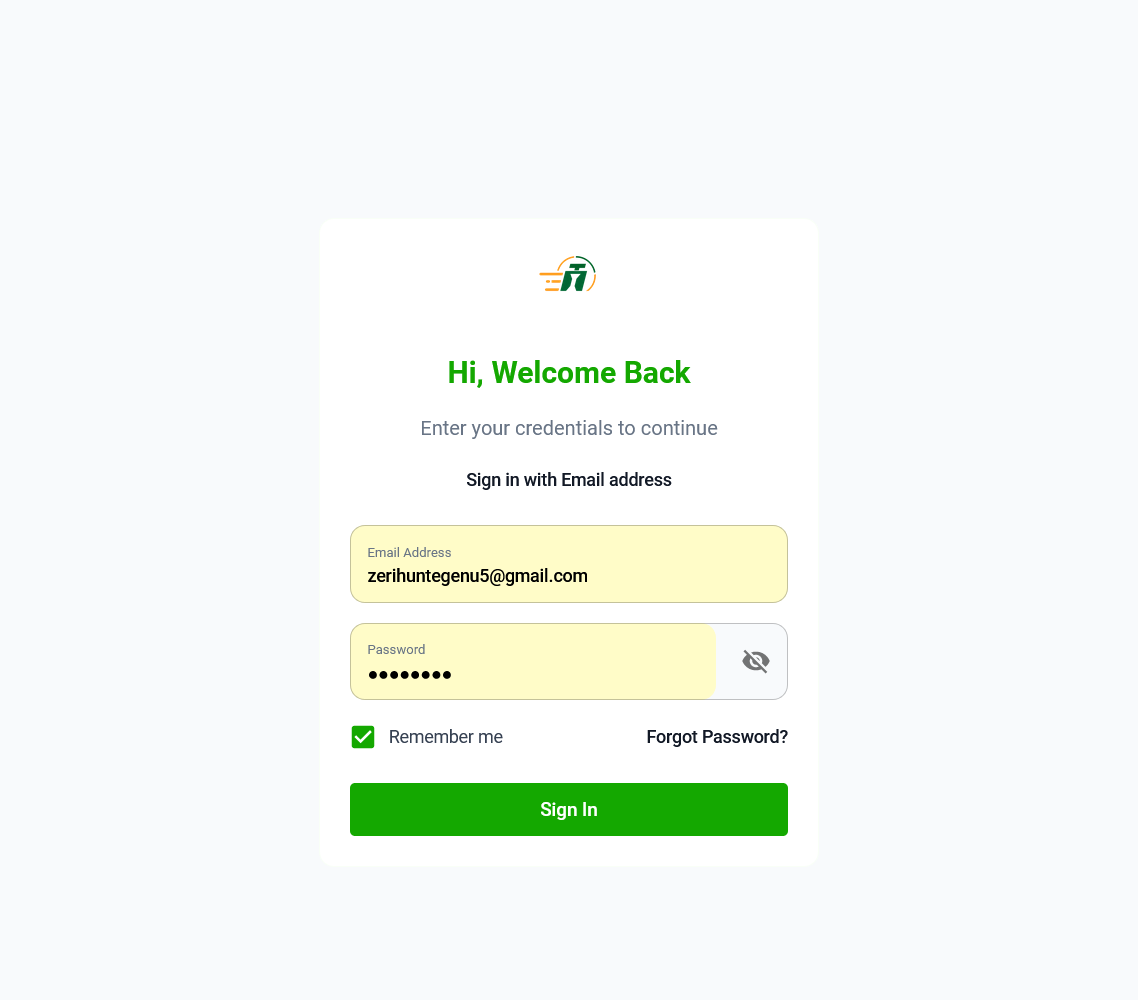 Hi, Welcome Back
Enter your credentials to continue
Sign in with Email address
Email Address
zerihuntegenu5@gmail.com
Password
••••••••
Remember me
Forgot Password?
Sign In